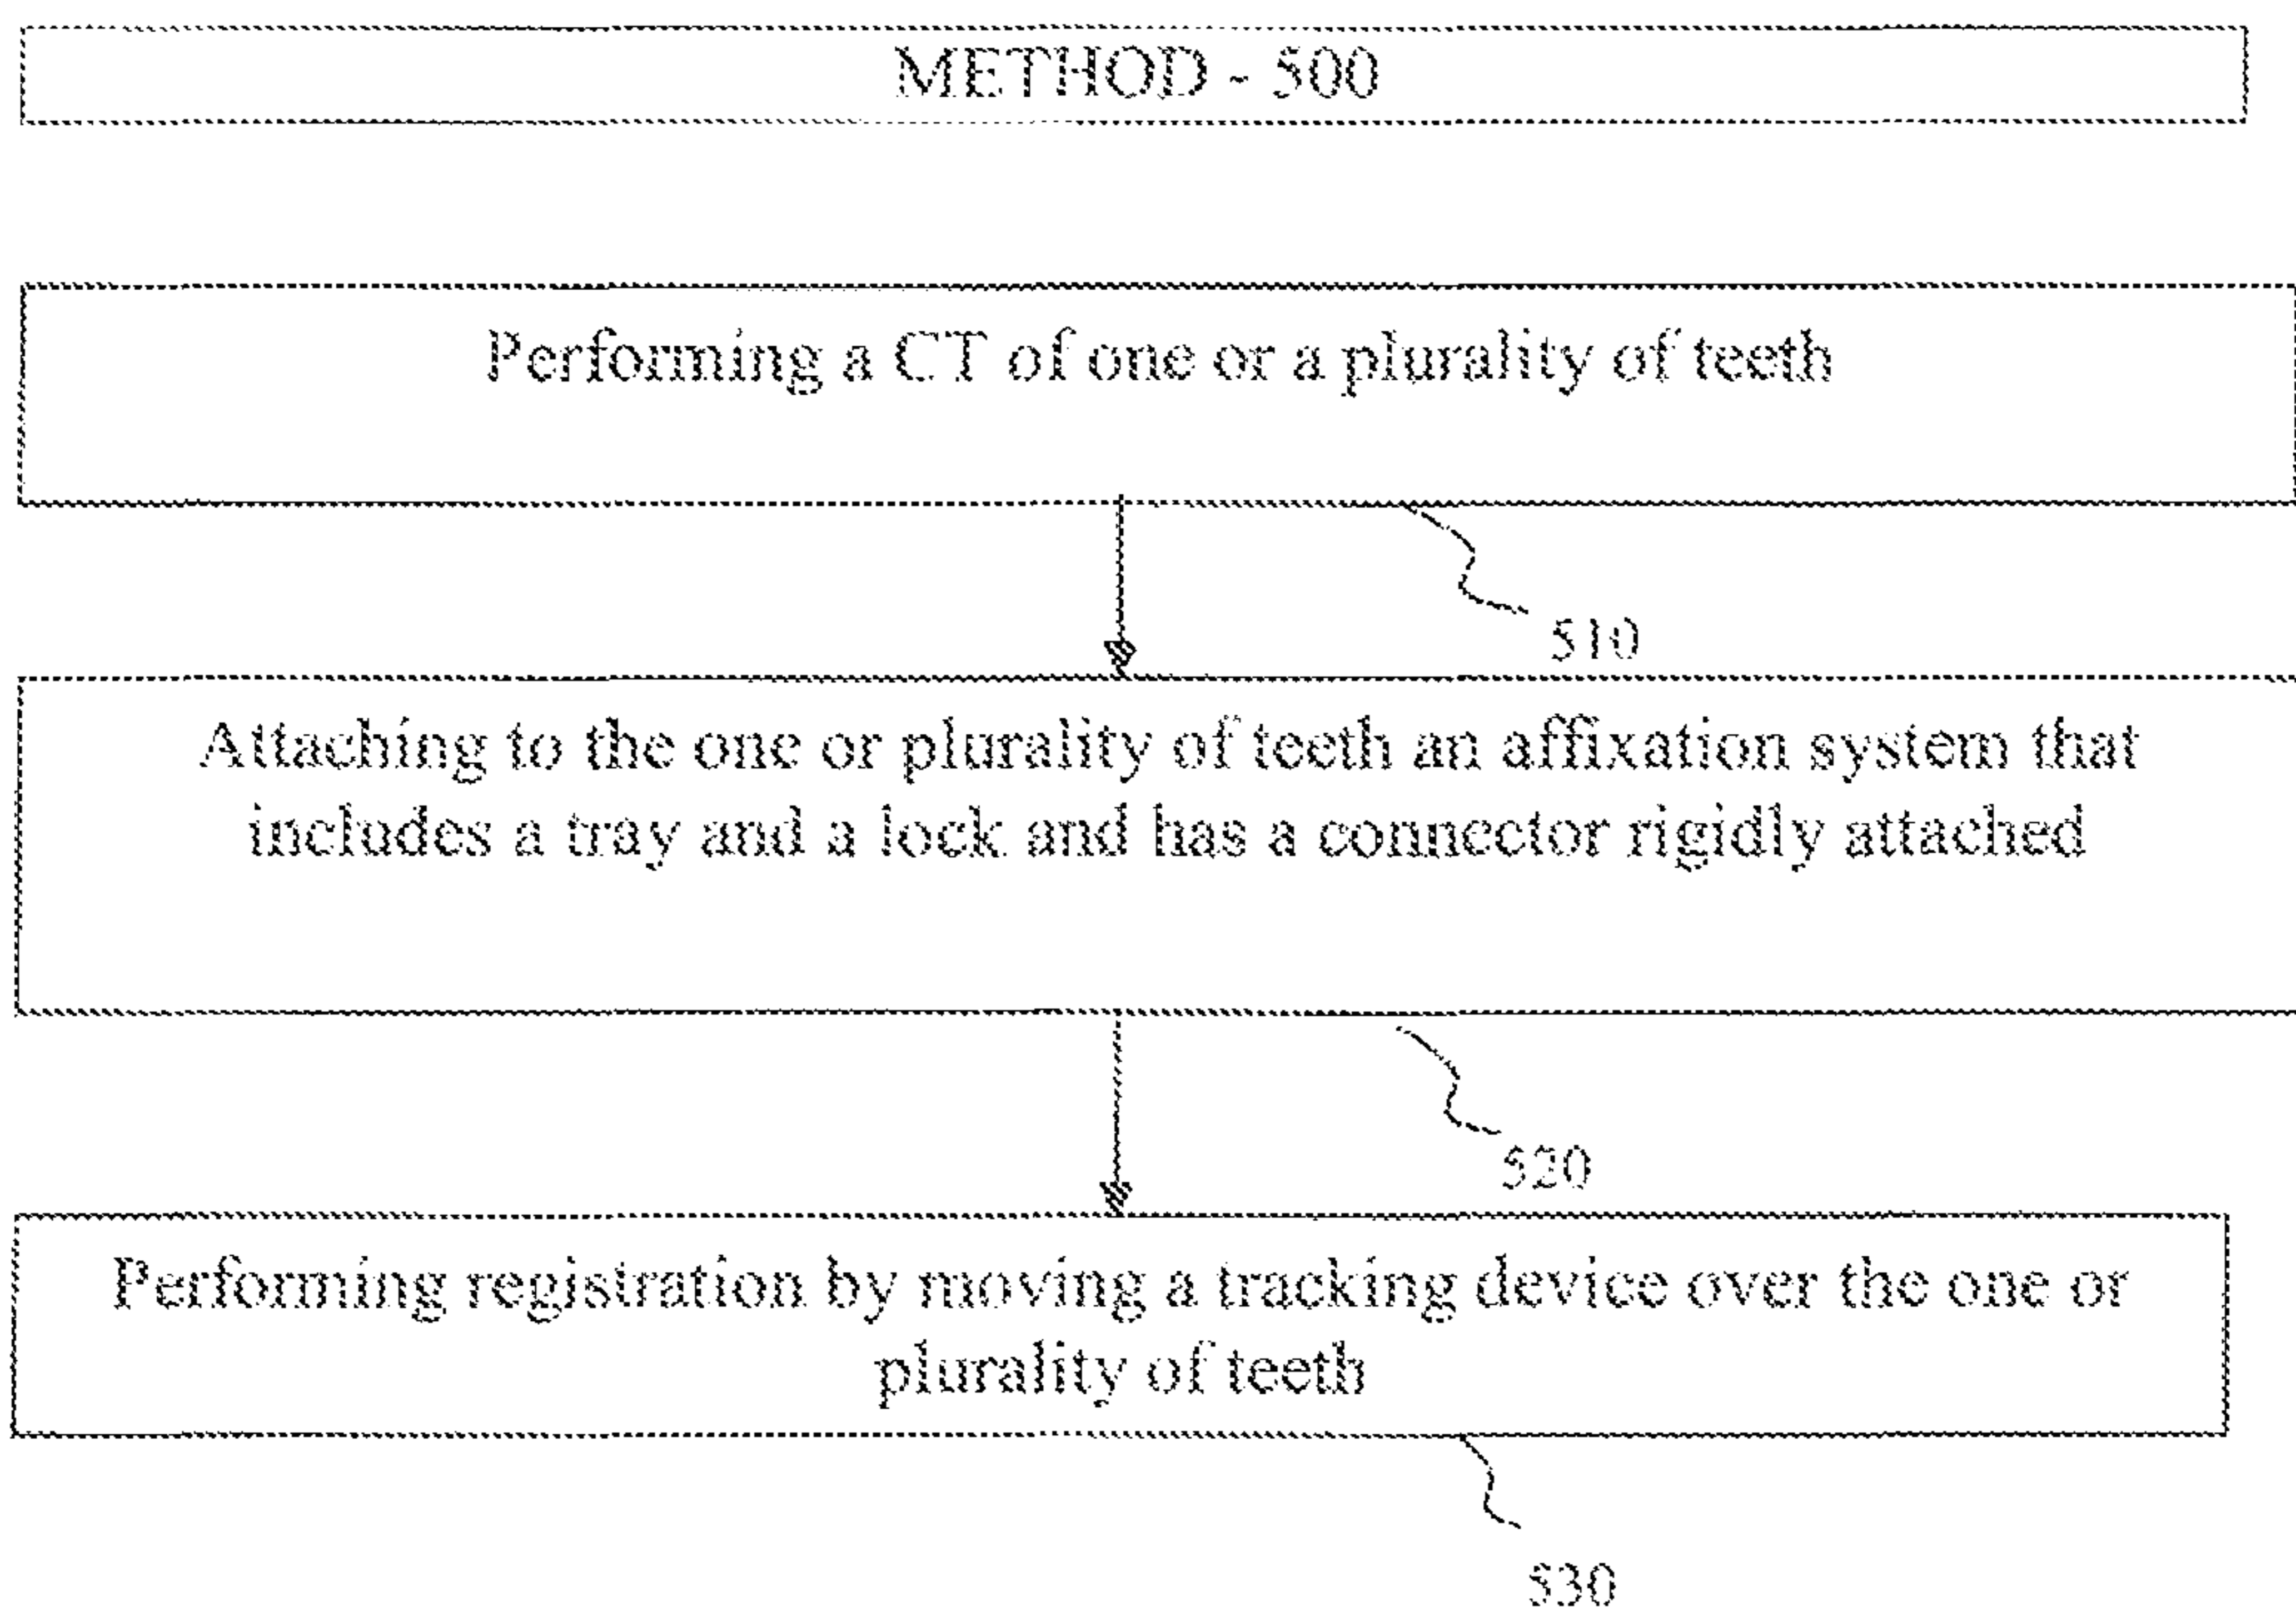 METHOD - 500
Performing a CT of one or a plurality of teeth
510
Attaching to the one or plurality of teeth an affixation system that
includes a tray and a lock and has a connector rigidly attached
520
Performing registration by moving a tracking device over the one or
plurality of teeth
530